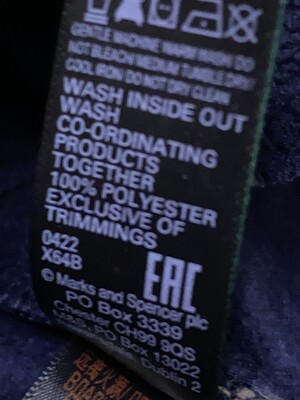 GENTLE MACHINE WARM WASH DO
NOT BLEACH MEDIUM TUMBLE DRY
COOL IRON DO NOT DRY CLEAN
WASH INSIDE OUT
WASH
CO-ORDINATING
PRODUCTS
TOGETHER
100% POLYESTER
EXCLUSIVE OF
TRIMMINGS
0422
X64B
EAC
© Marks and Spencer plc
PO Box 3339
Chester CH99 9QS
PO Box 13022
Dublin 2